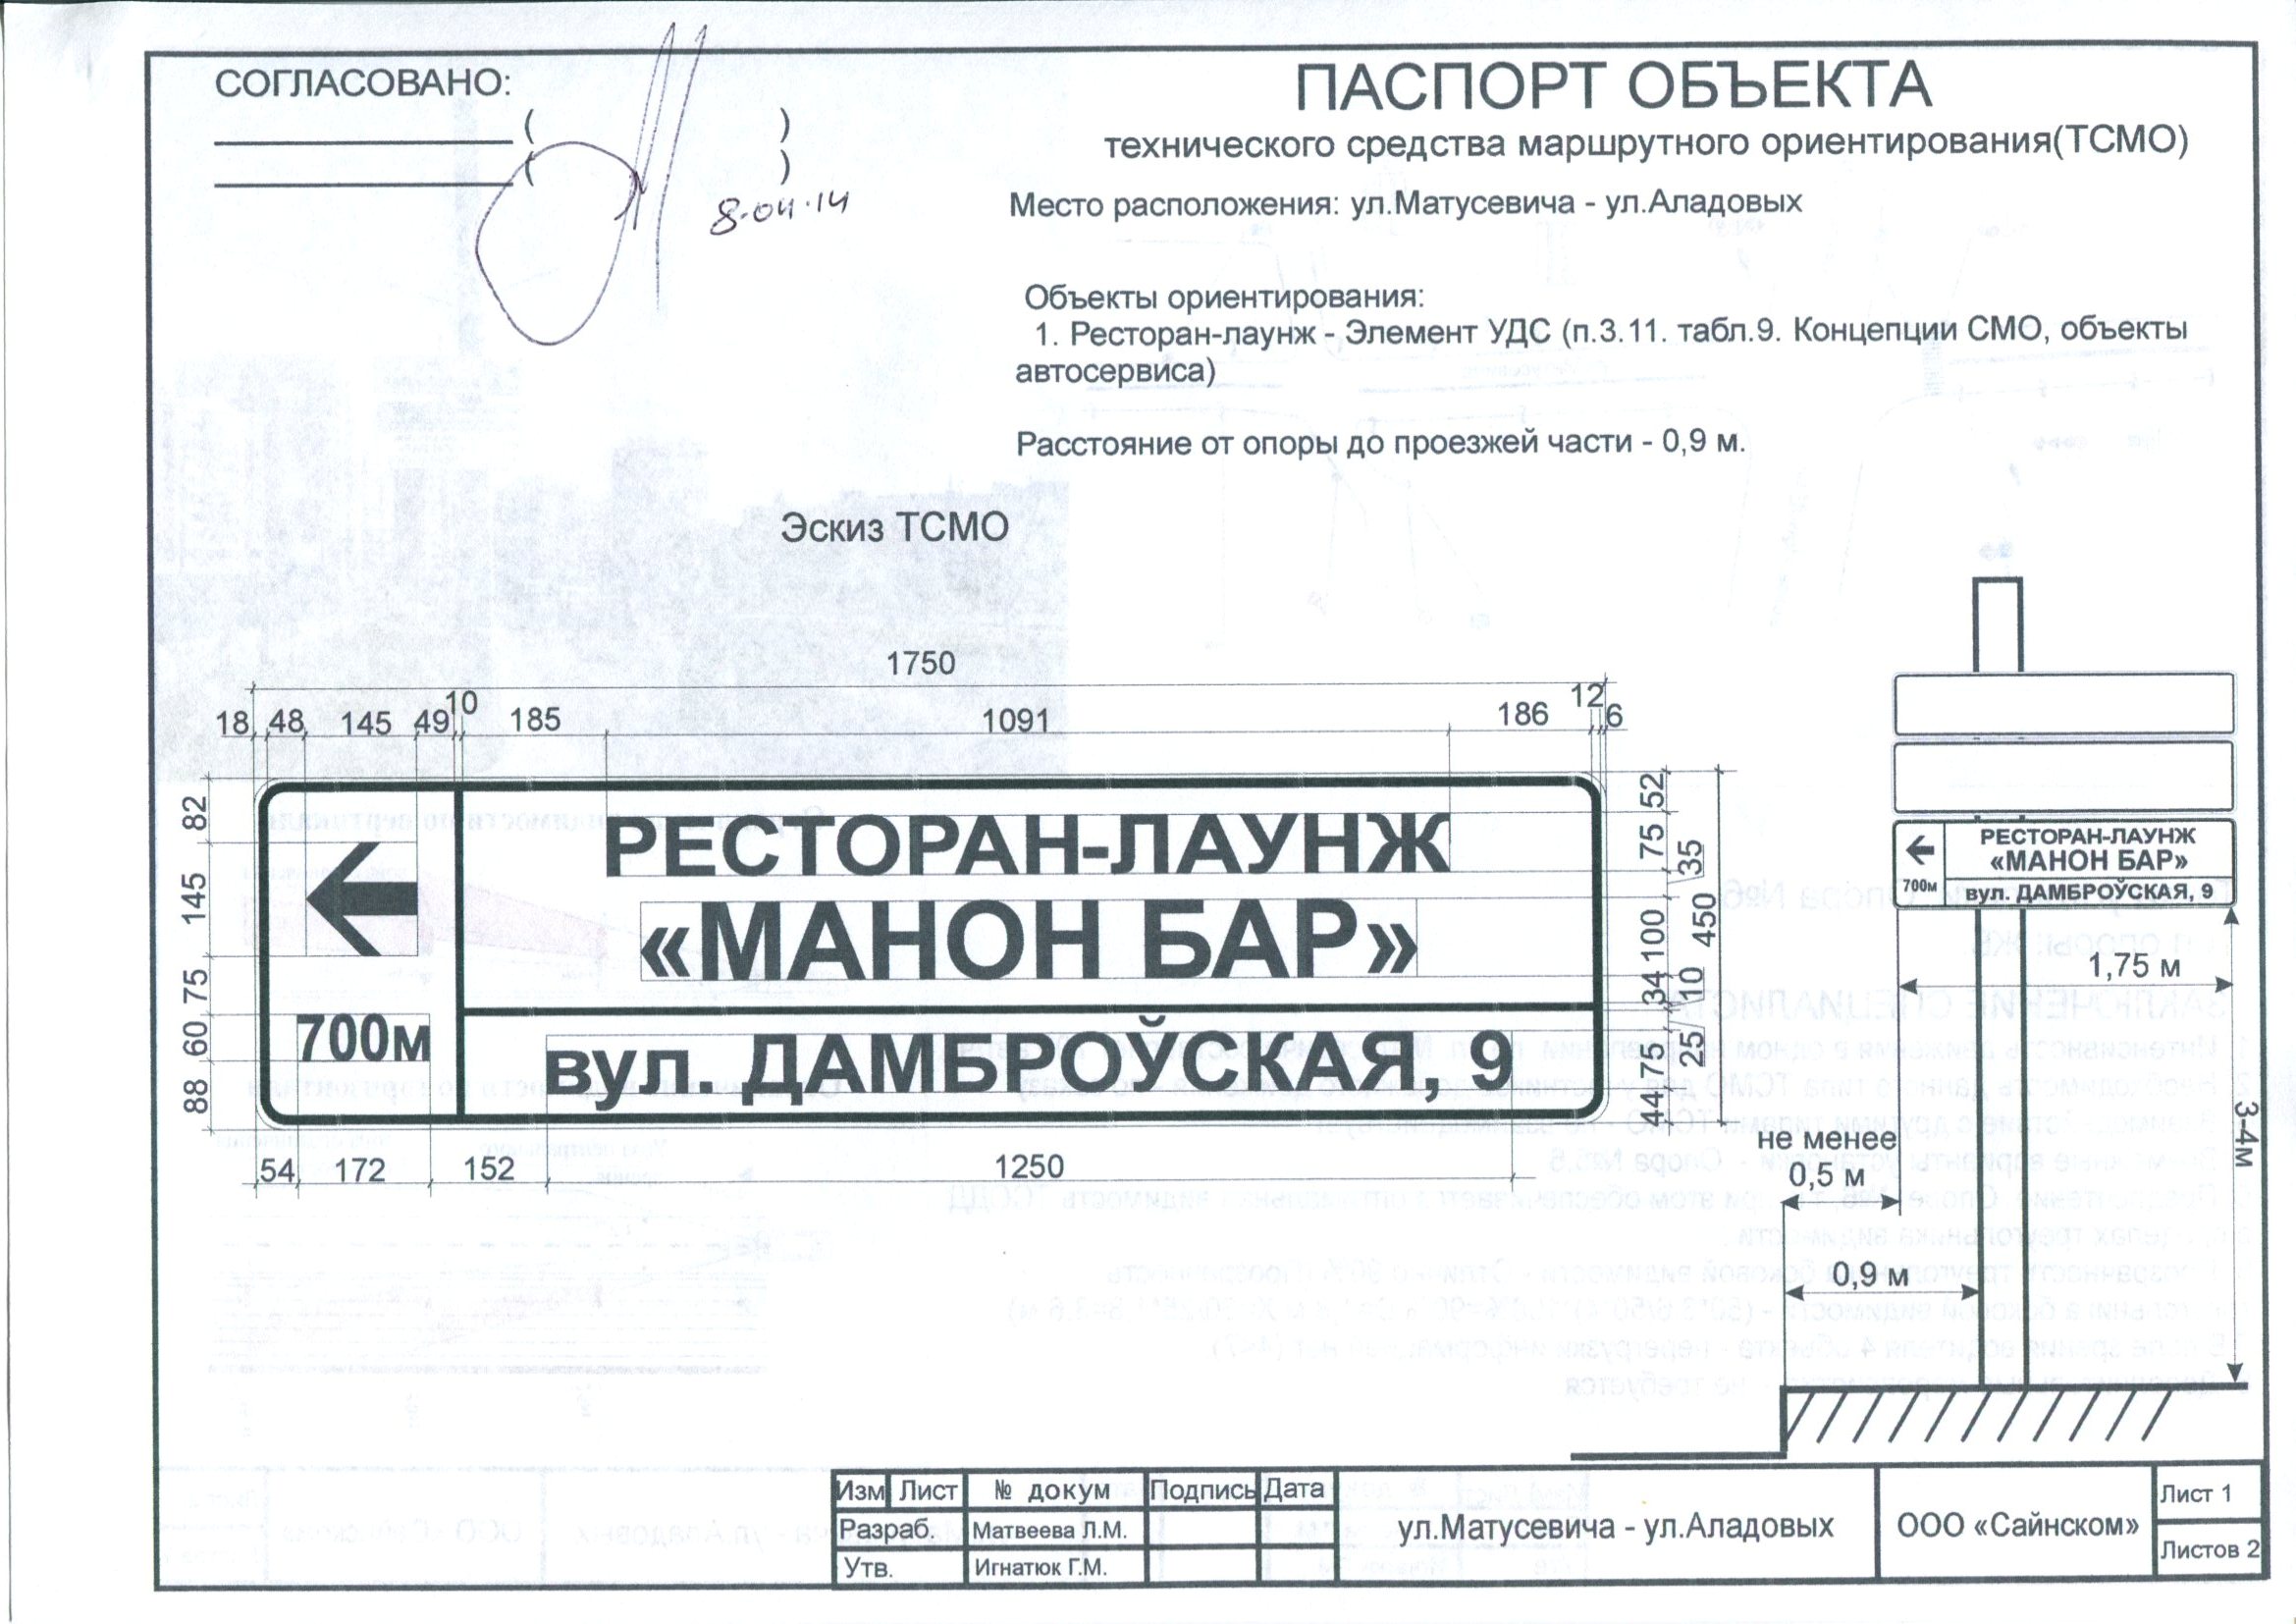 СОГЛАСОВАНО:
( )
( )
8.04.14
ПАСПОРТ ОБЪЕКТА
технического средства маршрутного ориентирования(ТСМО)
Место расположения: ул.Матусевича - ул.Аладовых
Объекты ориентирования:
1. Ресторан-лаунж - Элемент УДС (п.3.11. табл.9. Концепции СМО, объекты
автосервиса)
Расстояние от опоры до проезжей части - 0,9 м.
Эскиз ТСМО
1750
18 48 145 49 10 185 1091 186 12 6
82 145 75 60 88
РЕСТОРАН-ЛАУНЖ
«МАНОН БАР»
700м
вул. ДАМБРОЎСКАЯ, 9
52 75 35 100 34 10 25 75 44
450
54 172 152 1250
РЕСТОРАН-ЛАУНЖ
«МАНОН БАР»
700м
вул. ДАМБРОЎСКАЯ, 9
1,75 м
3-4м
не менее
0,5 м
0,9 м
Изм Лист № докум Подпись Дата
Разраб. Матвеева Л.М.
Утв. Игнатюк Г.М.
ул.Матусевича - ул.Аладовых
ООО «Сайнском»
Лист 1
Листов 2